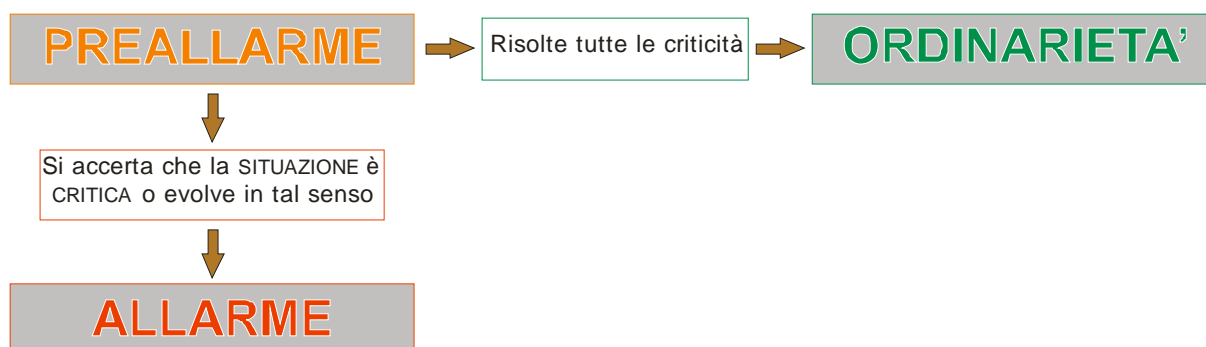 PREALLARME
Risolte tutte le criticità
ORDINARIETA’
Si accerta che la SITUAZIONE è
CRITICA o evolve in tal senso
ALLARME